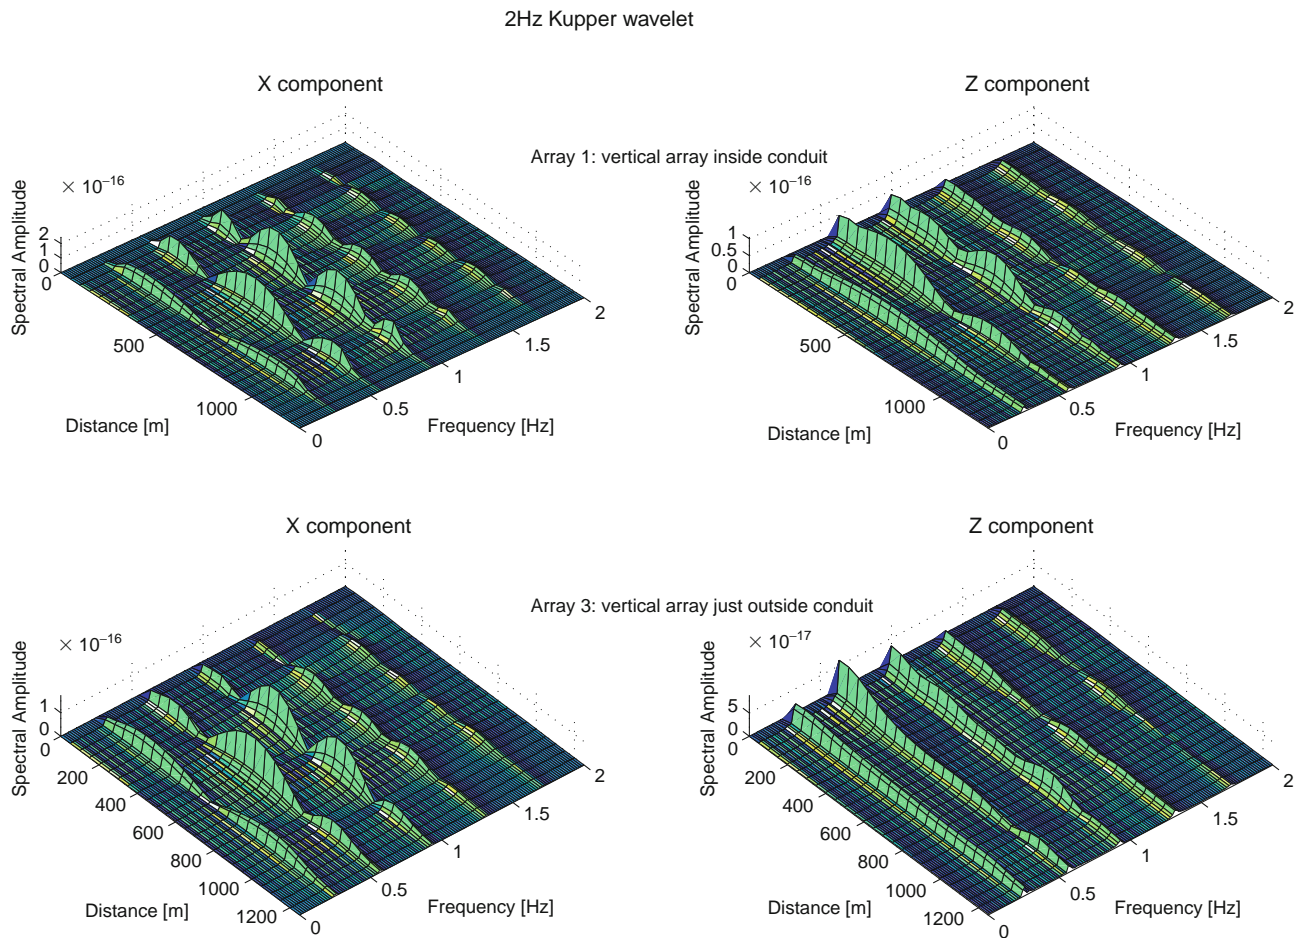 2Hz Kupper wavelet
X component
Z component
Array 1: vertical array inside conduit
× 10⁻¹⁶
Spectral Amplitude
2
1
0
0
500
1000
Distance [m]
0
0.5
1
1.5
2
Frequency [Hz]
× 10⁻¹⁶
Spectral Amplitude
1
0.5
0
0
500
1000
Distance [m]
0
0.5
1
1.5
2
Frequency [Hz]
X component
Z component
Array 3: vertical array just outside conduit
× 10⁻¹⁶
Spectral Amplitude
1
0
0
200
400
600
800
1000
1200
Distance [m]
0
0.5
1
1.5
2
Frequency [Hz]
× 10⁻¹⁷
Spectral Amplitude
5
0
0
200
400
600
800
1000
1200
Distance [m]
0
0.5
1
1.5
2
Frequency [Hz]